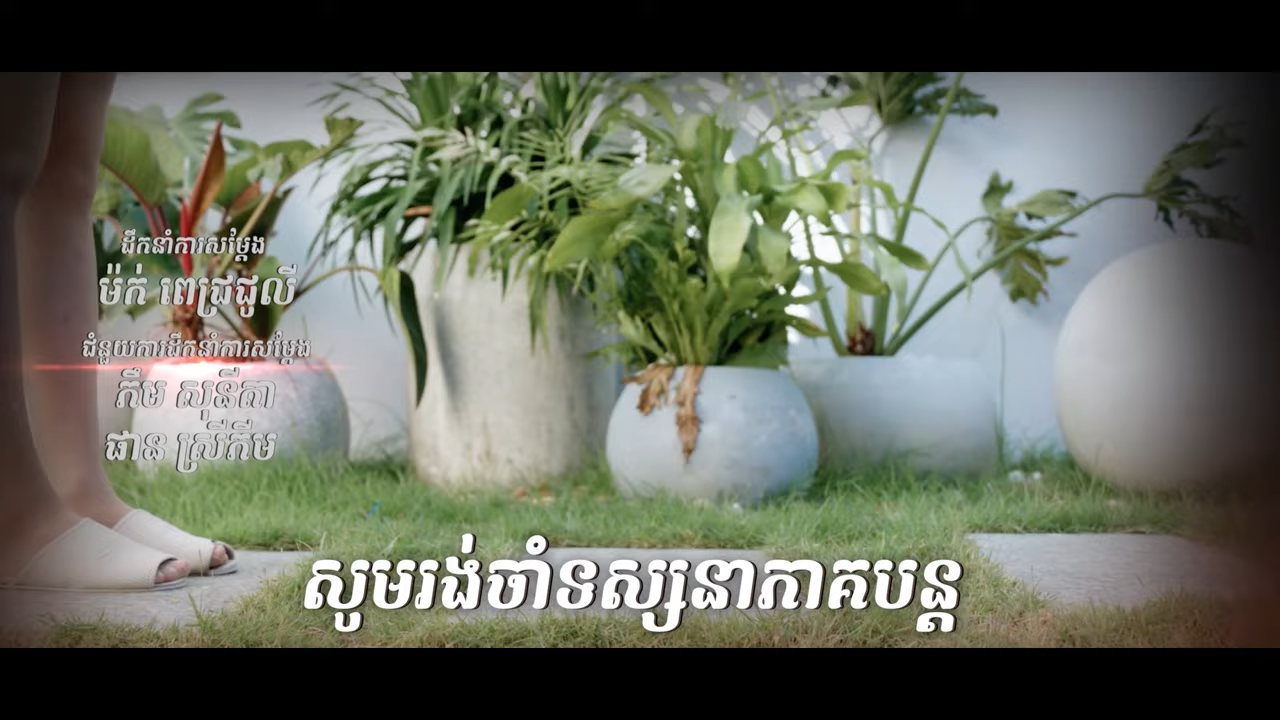 ដឹកនាំការសម្តែង
ម៉ក់ ពេជ្រជូលី
ជំនួយការដឹកនាំការសម្តែង
ភឹម សុនីតា
ផាន ស្រីភីម
សូមរង់ចាំទស្សនាភាគបន្ត